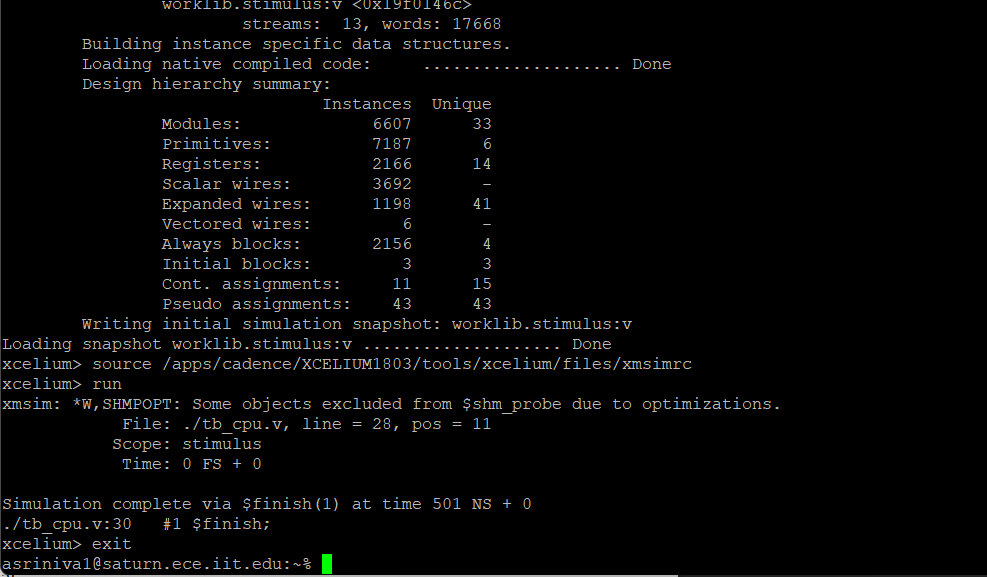 worklib.stimulus:v <0x19f0146c>
streams:  13, words: 17668
Building instance specific data structures.
Loading native compiled code:     .................... Done
Design hierarchy summary:
Instances  Unique
Modules:             6607      33
Primitives:          7187       6
Registers:           2166      14
Scalar wires:        3692       -
Expanded wires:      1198      41
Vectored wires:         6       -
Always blocks:       2156       4
Initial blocks:         3       3
Cont. assignments:     11      15
Pseudo assignments:    43      43
Writing initial simulation snapshot: worklib.stimulus:v
Loading snapshot worklib.stimulus:v .................... Done
xcelium> source /apps/cadence/XCELIUM1803/tools/xcelium/files/xmsimrc
xcelium> run
xmsim: *W,SHMPOPT: Some objects excluded from $shm_probe due to optimizations.
File: ./tb_cpu.v, line = 28, pos = 11
Scope: stimulus
Time: 0 FS + 0
Simulation complete via $finish(1) at time 501 NS + 0
./tb_cpu.v:30   #1 $finish;
xcelium> exit
asriniva1@saturn.ece.iit.edu:~%